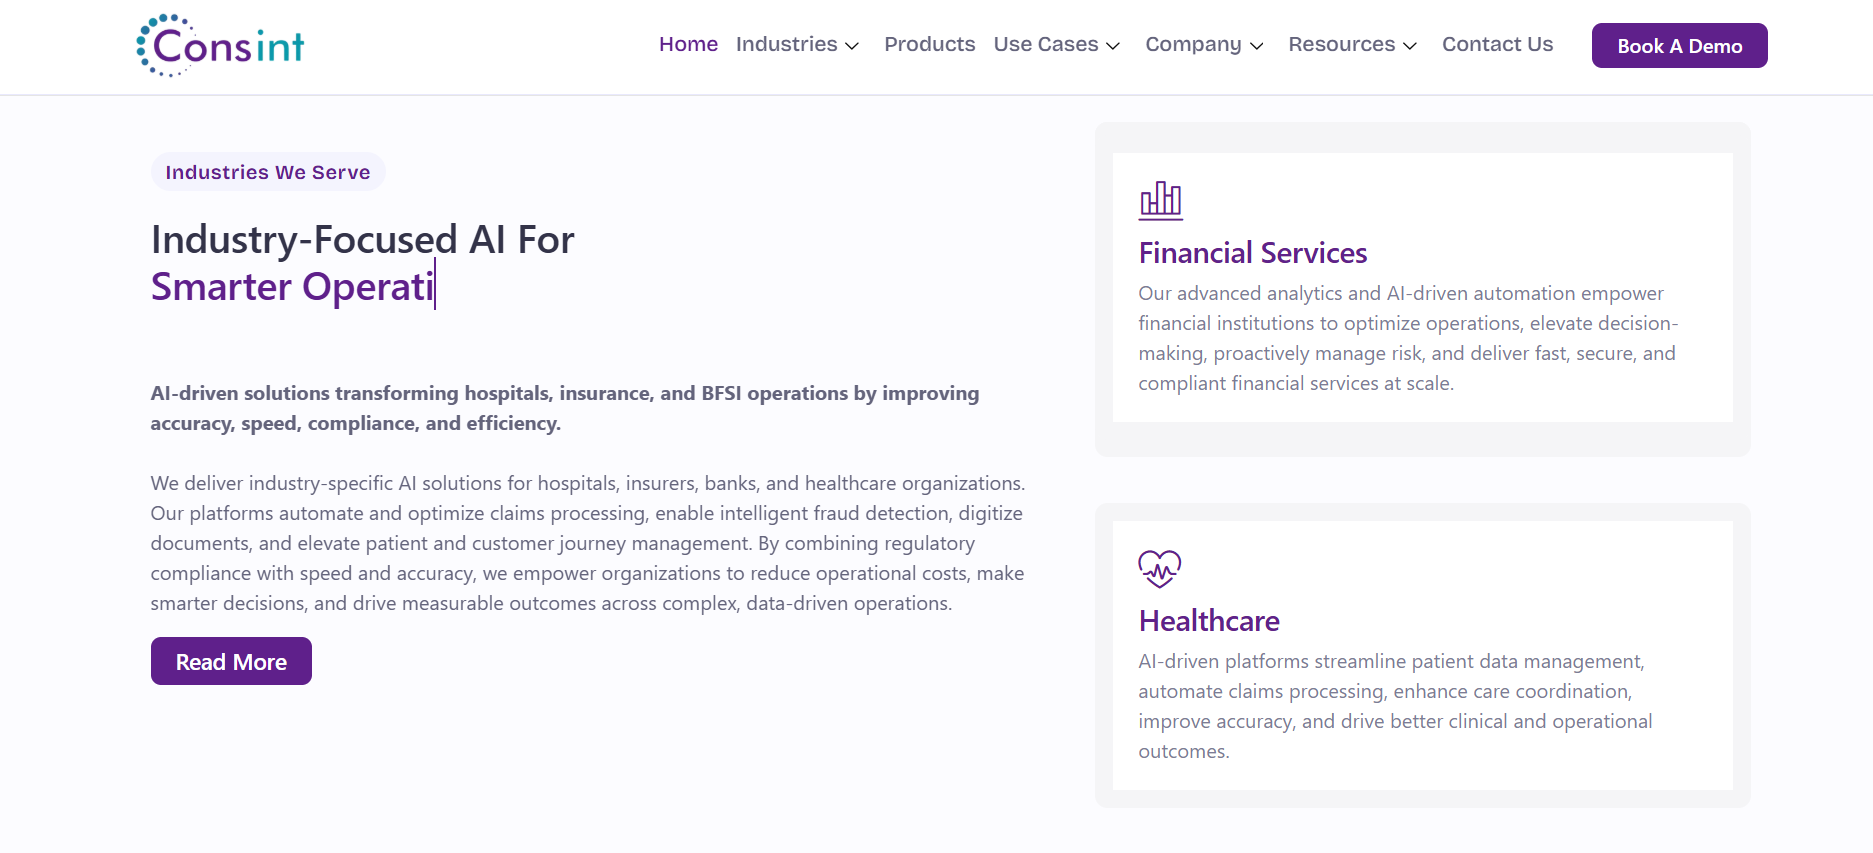 Consint
Home Industries Products Use Cases Company Resources Contact Us Book A Demo
Industries We Serve
Industry-Focused AI For
Smarter Operati
AI-driven solutions transforming hospitals, insurance, and BFSI operations by improving
accuracy, speed, compliance, and efficiency.
We deliver industry-specific AI solutions for hospitals, insurers, banks, and healthcare organizations.
Our platforms automate and optimize claims processing, enable intelligent fraud detection, digitize
documents, and elevate patient and customer journey management. By combining regulatory
compliance with speed and accuracy, we empower organizations to reduce operational costs, make
smarter decisions, and drive measurable outcomes across complex, data-driven operations.
Read More
Financial Services
Our advanced analytics and AI-driven automation empower
financial institutions to optimize operations, elevate decision-
making, proactively manage risk, and deliver fast, secure, and
compliant financial services at scale.
Healthcare
AI-driven platforms streamline patient data management,
automate claims processing, enhance care coordination,
improve accuracy, and drive better clinical and operational
outcomes.